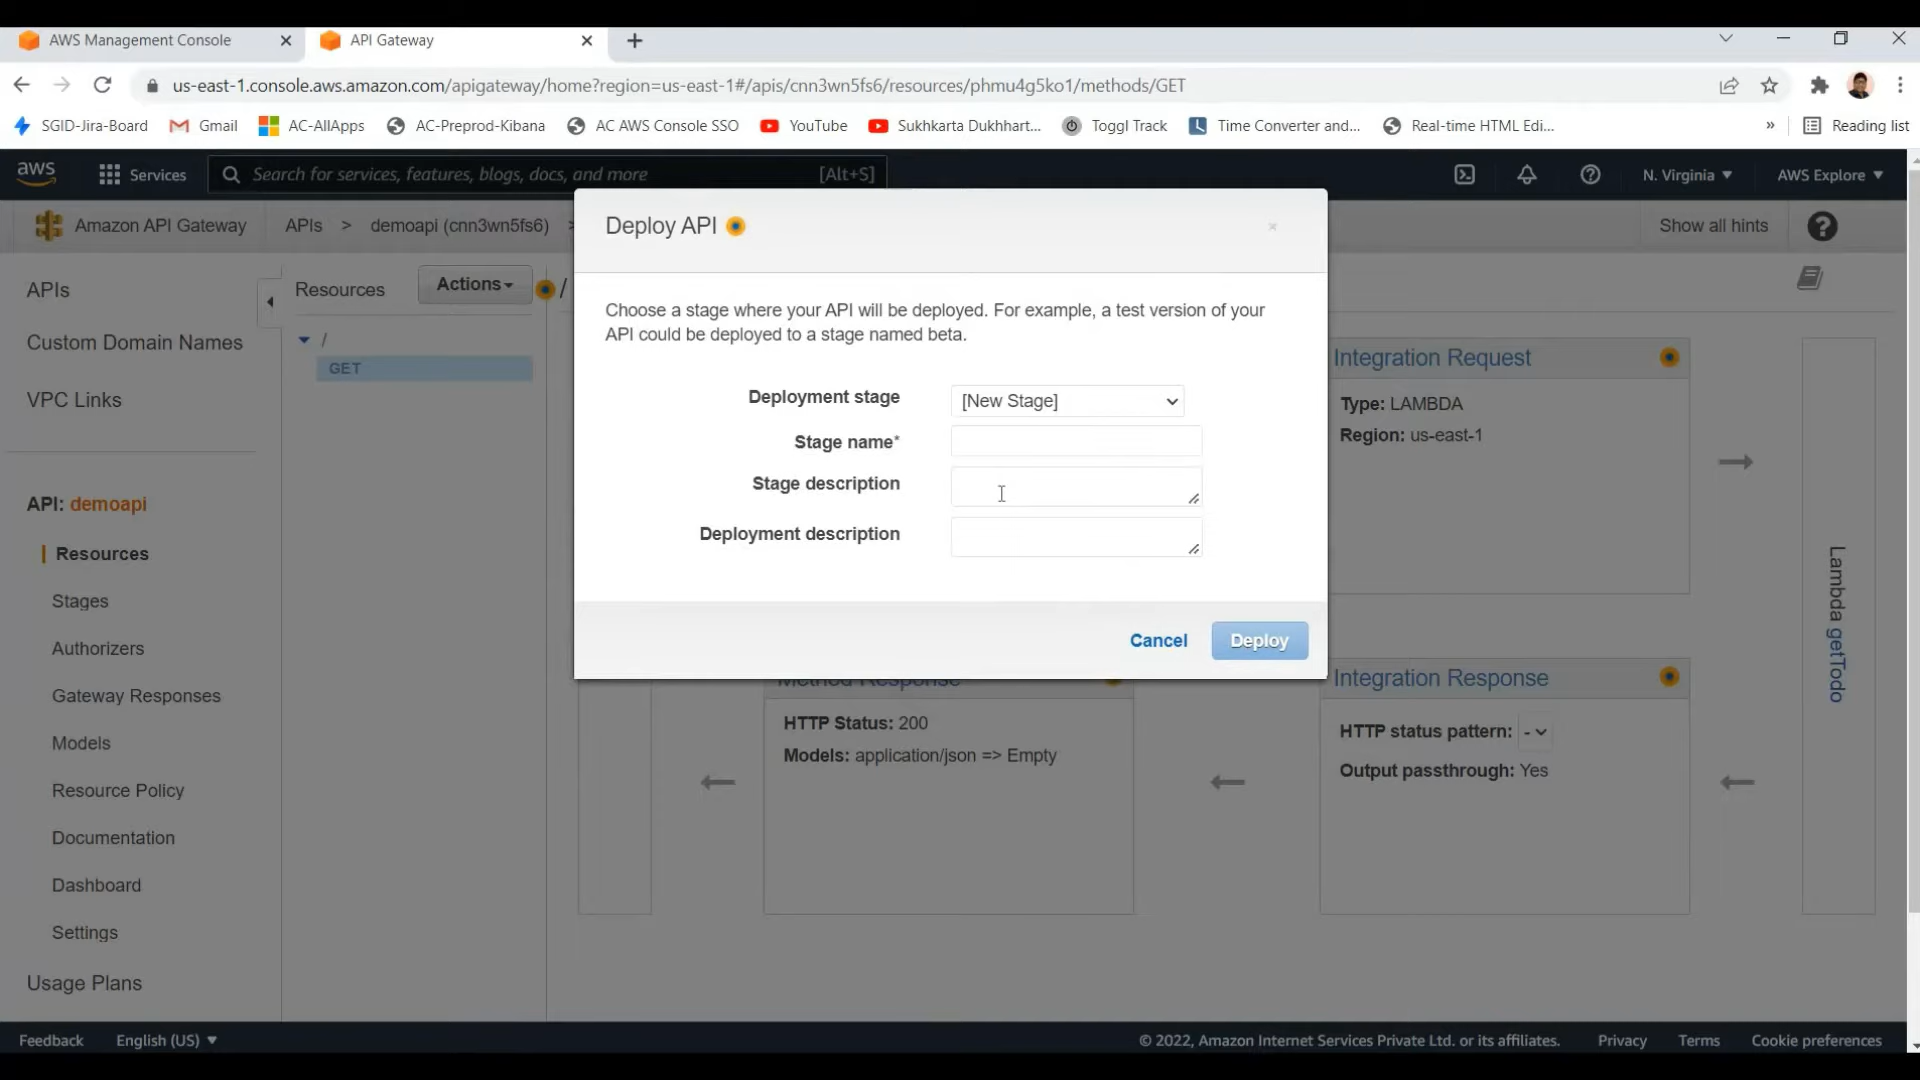 AWS Management Console
API Gateway
us-east-1.console.aws.amazon.com/apigateway/home?region=us-east-1#/apis/cnn3wn5fs6/resources/phmu4g5ko1/methods/GET
SGID-Jira-Board
Gmail
AC-AllApps
AC-Preprod-Kibana
AC AWS Console SSO
YouTube
Sukhkarta Dukhhart...
Toggl Track
Time Converter and...
Real-time HTML Edi...
»
Reading list
aws
Services
Search for services, features, blogs, docs, and more
[Alt+S]
N. Virginia
AWS Explore
Amazon API Gateway
APIs
>
demoapi (cnn3wn5fs6)
>
Show all hints
Deploy API
Choose a stage where your API will be deployed. For example, a test version of your
API could be deployed to a stage named beta.
Deployment stage
[New Stage]
Stage name*
Stage description
Deployment description
Cancel
Deploy
APIs
Custom Domain Names
VPC Links
API: demoapi
Resources
Stages
Authorizers
Gateway Responses
Models
Resource Policy
Documentation
Dashboard
Settings
Usage Plans
Resources
Actions
/
/
GET
Integration Request
Type: LAMBDA
Region: us-east-1
Lambda getTodo
Method Response
HTTP Status: 200
Models: application/json => Empty
Integration Response
HTTP status pattern: -
Output passthrough: Yes
Feedback
English (US)
© 2022, Amazon Internet Services Private Ltd. or its affiliates.
Privacy
Terms
Cookie preferences